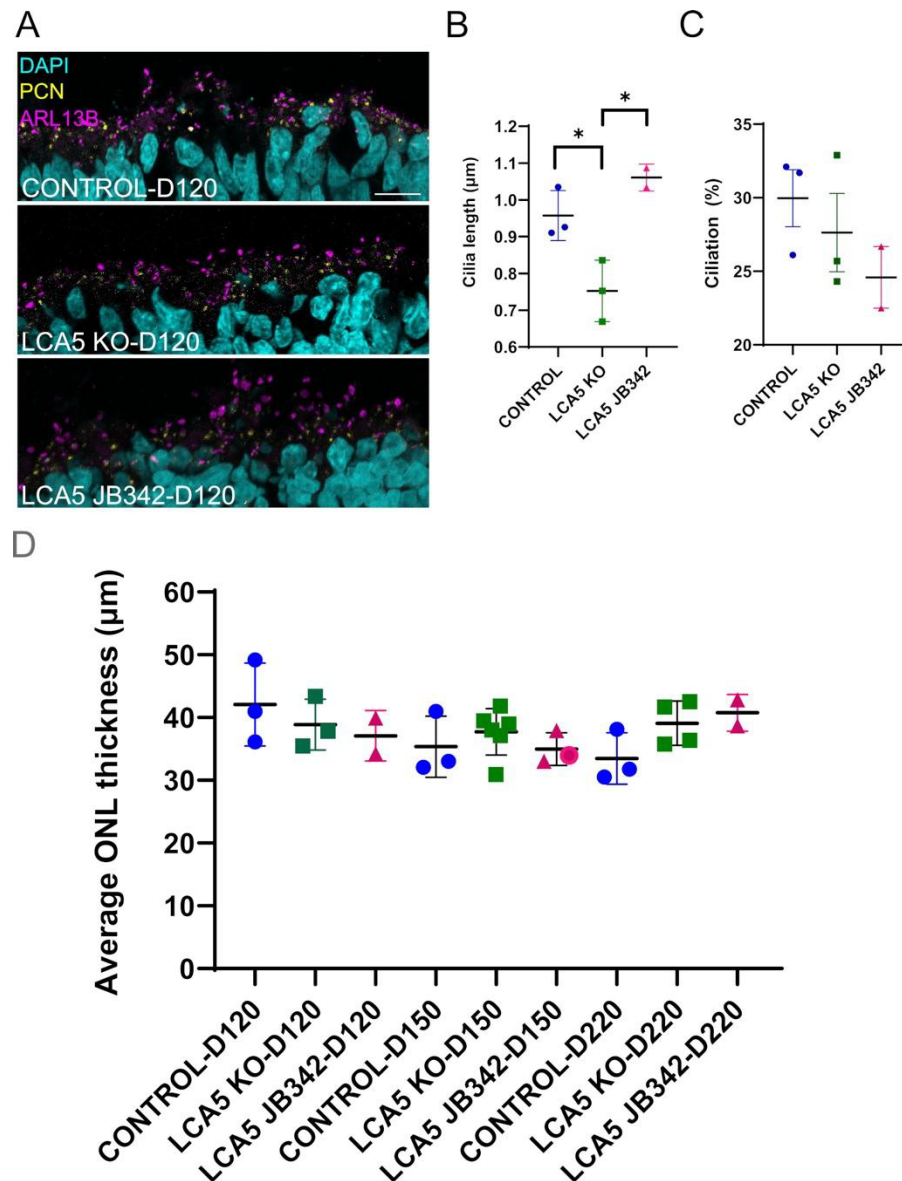 A
DAPI
PCN
ARL13B
CONTROL-D120
LCA5 KO-D120
LCA5 JB342-D120
B
*
*
Cilia length (µm)
1.2
1.1
1.0
0.9
0.8
0.7
0.6
CONTROL
LCA5 KO
LCA5 JB342
C
Ciliation (%)
35
30
25
20
CONTROL
LCA5 KO
LCA5 JB342
D
Average ONL thickness (µm)
60
50
40
30
20
10
0
CONTROL-D120
LCA5 KO-D120
LCA5 JB342-D120
CONTROL-D150
LCA5 KO-D150
LCA5 JB342-D150
CONTROL-D220
LCA5 KO-D220
LCA5 JB342-D220